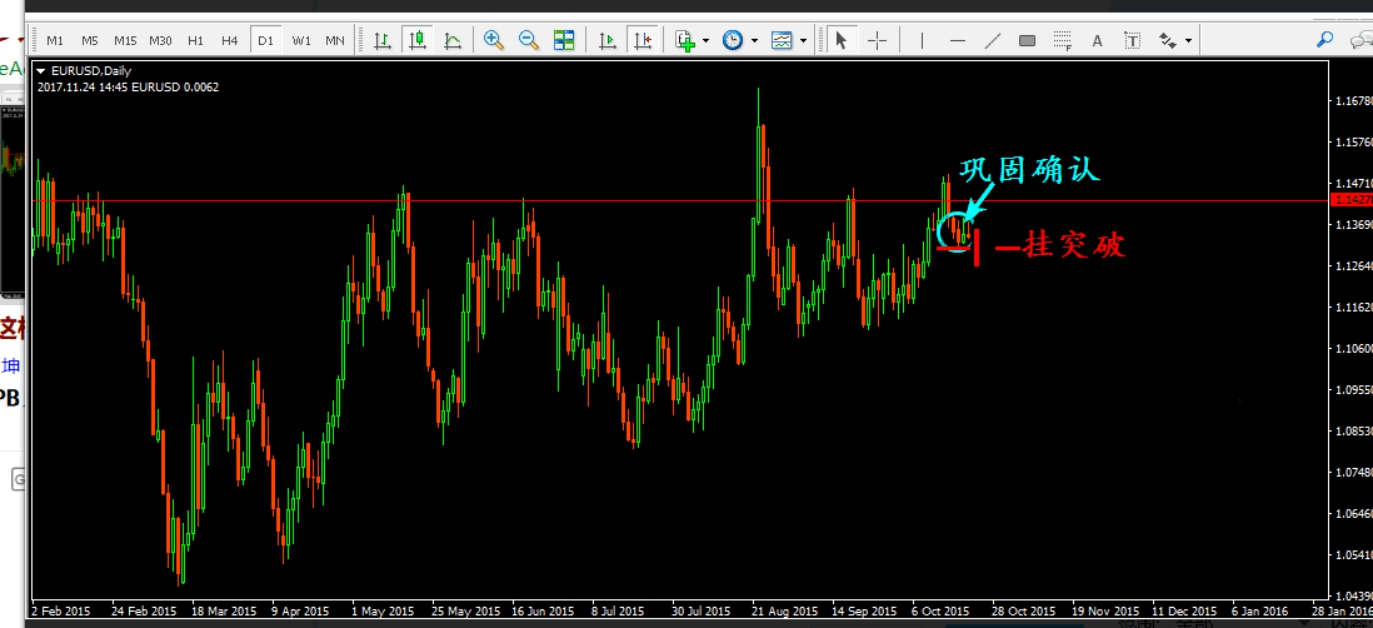 M1 M5 M15 M30 H1 H4 D1 W1 MN
A T
EURUSD,Daily
2017.11.24 14:45 EURUSD 0.0062
1.16780
1.15760
巩固确认
1.14710
1.14270
1.13690
挂突破
1.12640
1.11620
1.10600
1.09550
1.08530
1.07480
1.06460
1.05410
1.04390
坤
PB
2 Feb 2015 24 Feb 2015 18 Mar 2015 9 Apr 2015 1 May 2015 25 May 2015 16 Jun 2015 8 Jul 2015 30 Jul 2015 21 Aug 2015 14 Sep 2015 6 Oct 2015 28 Oct 2015 19 Nov 2015 11 Dec 2015 6 Jan 2016 28 Jan 2016